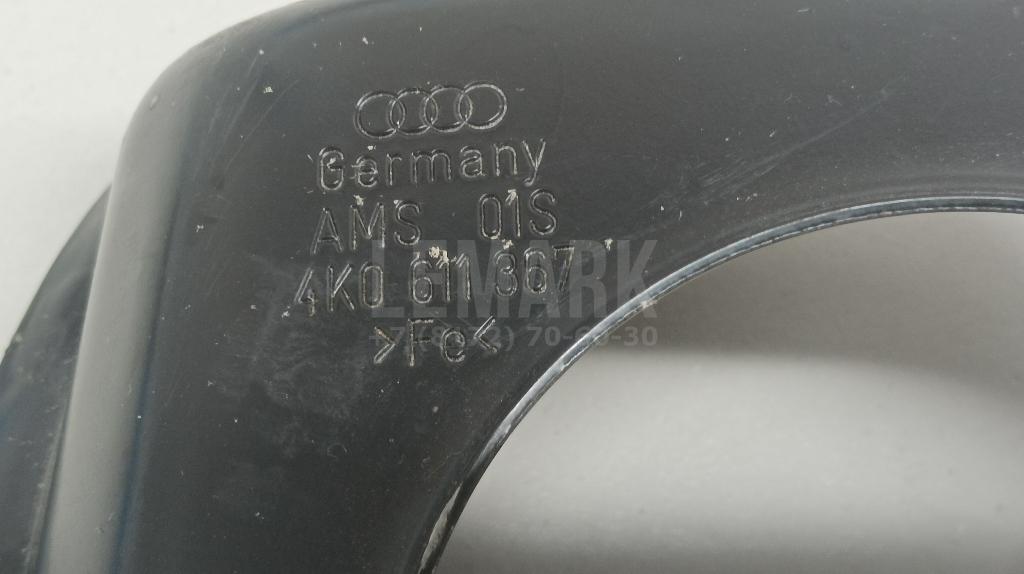 Germany
AMS 01S
4K0 611 867
>Fe<
LEMARK